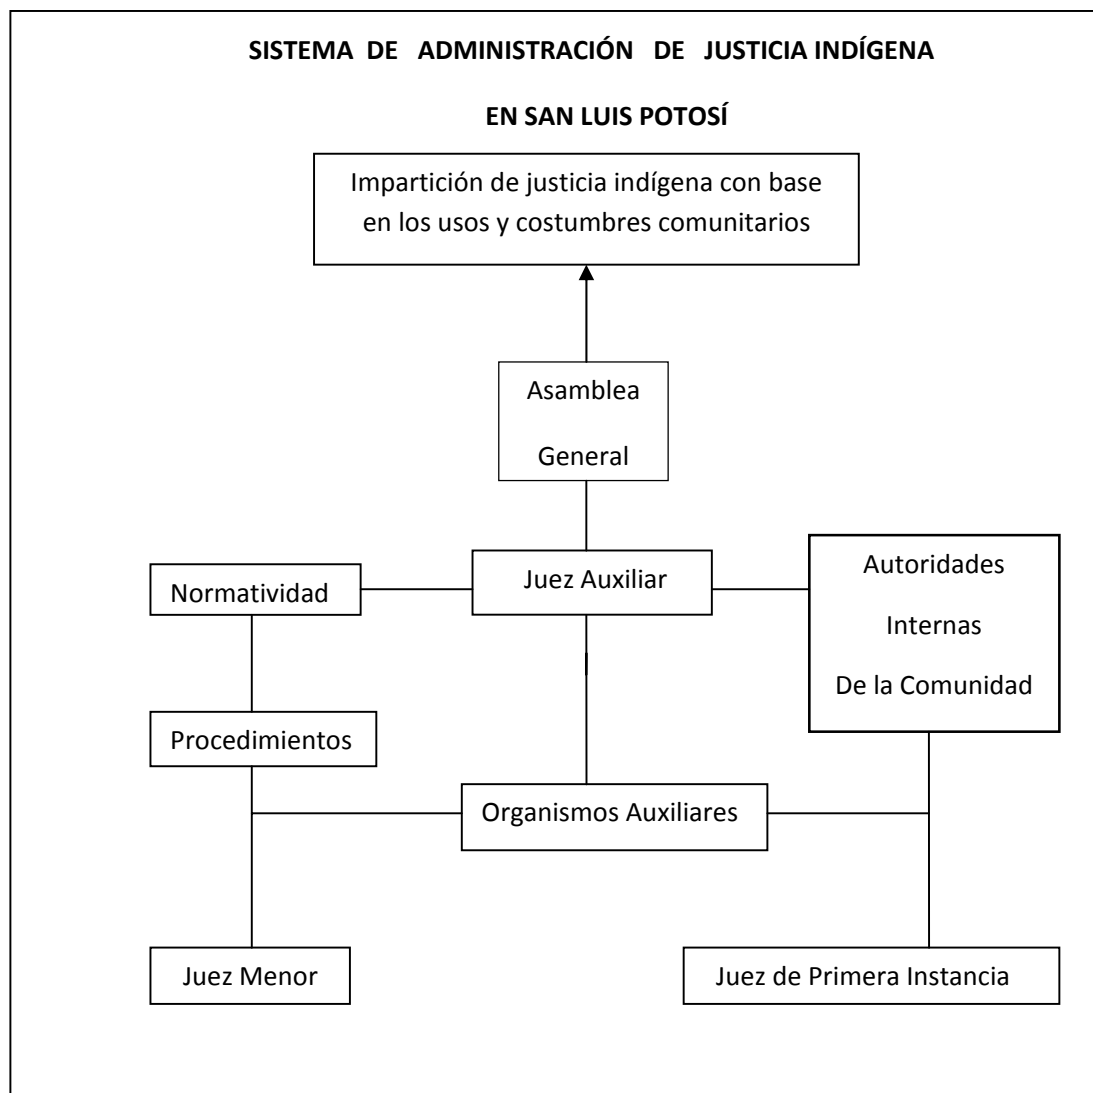 SISTEMA DE ADMINISTRACIÓN DE JUSTICIA INDÍGENA
EN SAN LUIS POTOSÍ
Impartición de justicia indígena con base
en los usos y costumbres comunitarios
Asamblea
General
Juez Auxiliar
Normatividad
Autoridades
Internas
De la Comunidad
Procedimientos
Organismos Auxiliares
Juez Menor
Juez de Primera Instancia